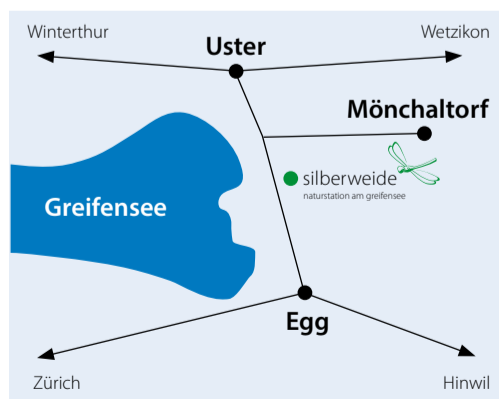 Winterthur
Wetzikon
Uster
Mönchaltorf
silberweide
naturstation am greifensee
Greifensee
Egg
Zürich
Hinwil